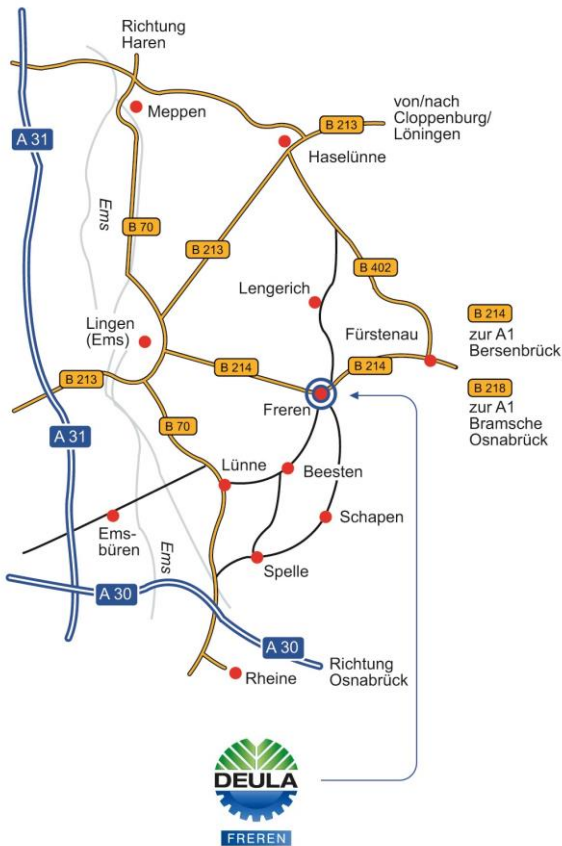 Richtung
Haren
Meppen
B 213
von/nach
Cloppenburg/
Löningen
A 31
Haselünne
Ems
B 70
B 213
B 402
Lengerich
B 214
zur A1
Bersenbrück
Lingen
(Ems)
Fürstenau
B 213
B 214
B 214
B 218
zur A1
Bramsche
Osnabrück
Freren
A 31
B 70
Lünne
Beesten
Schapen
Ems-
büren
Ems
Spelle
A 30
A 30
Richtung
Osnabrück
Rheine
DEULA
FREREN